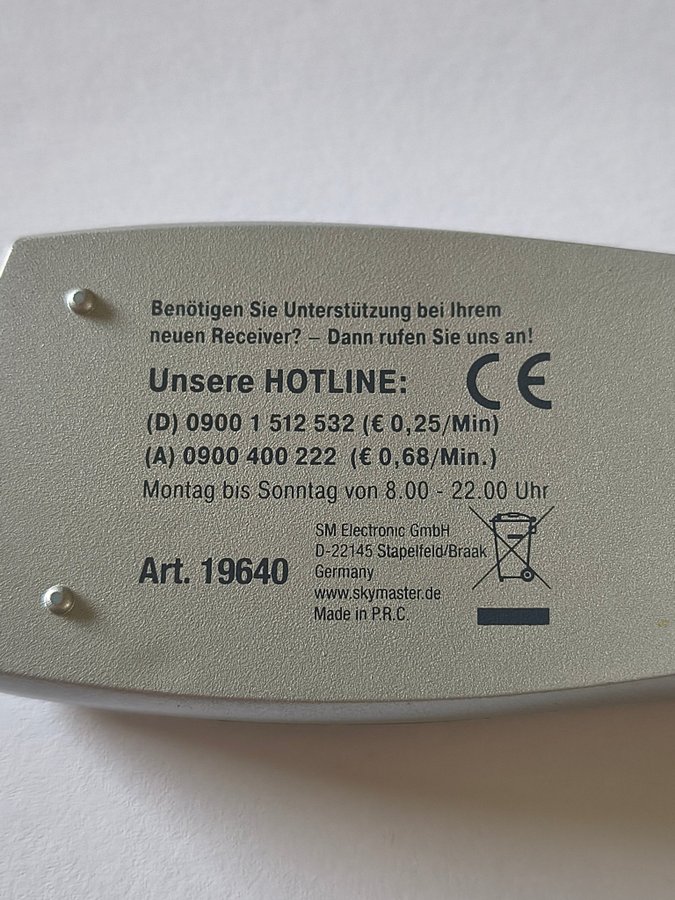 Benötigen Sie Unterstützung bei Ihrem
neuen Receiver? – Dann rufen Sie uns an!
Unsere HOTLINE:
CE
(D) 0900 1 512 532 (€ 0,25/Min)
(A) 0900 400 222 (€ 0,68/Min.)
Montag bis Sonntag von 8.00 - 22.00 Uhr
Art. 19640
SM Electronic GmbH
D-22145 Stapelfeld/Braak
Germany
www.skymaster.de
Made in P.R.C.